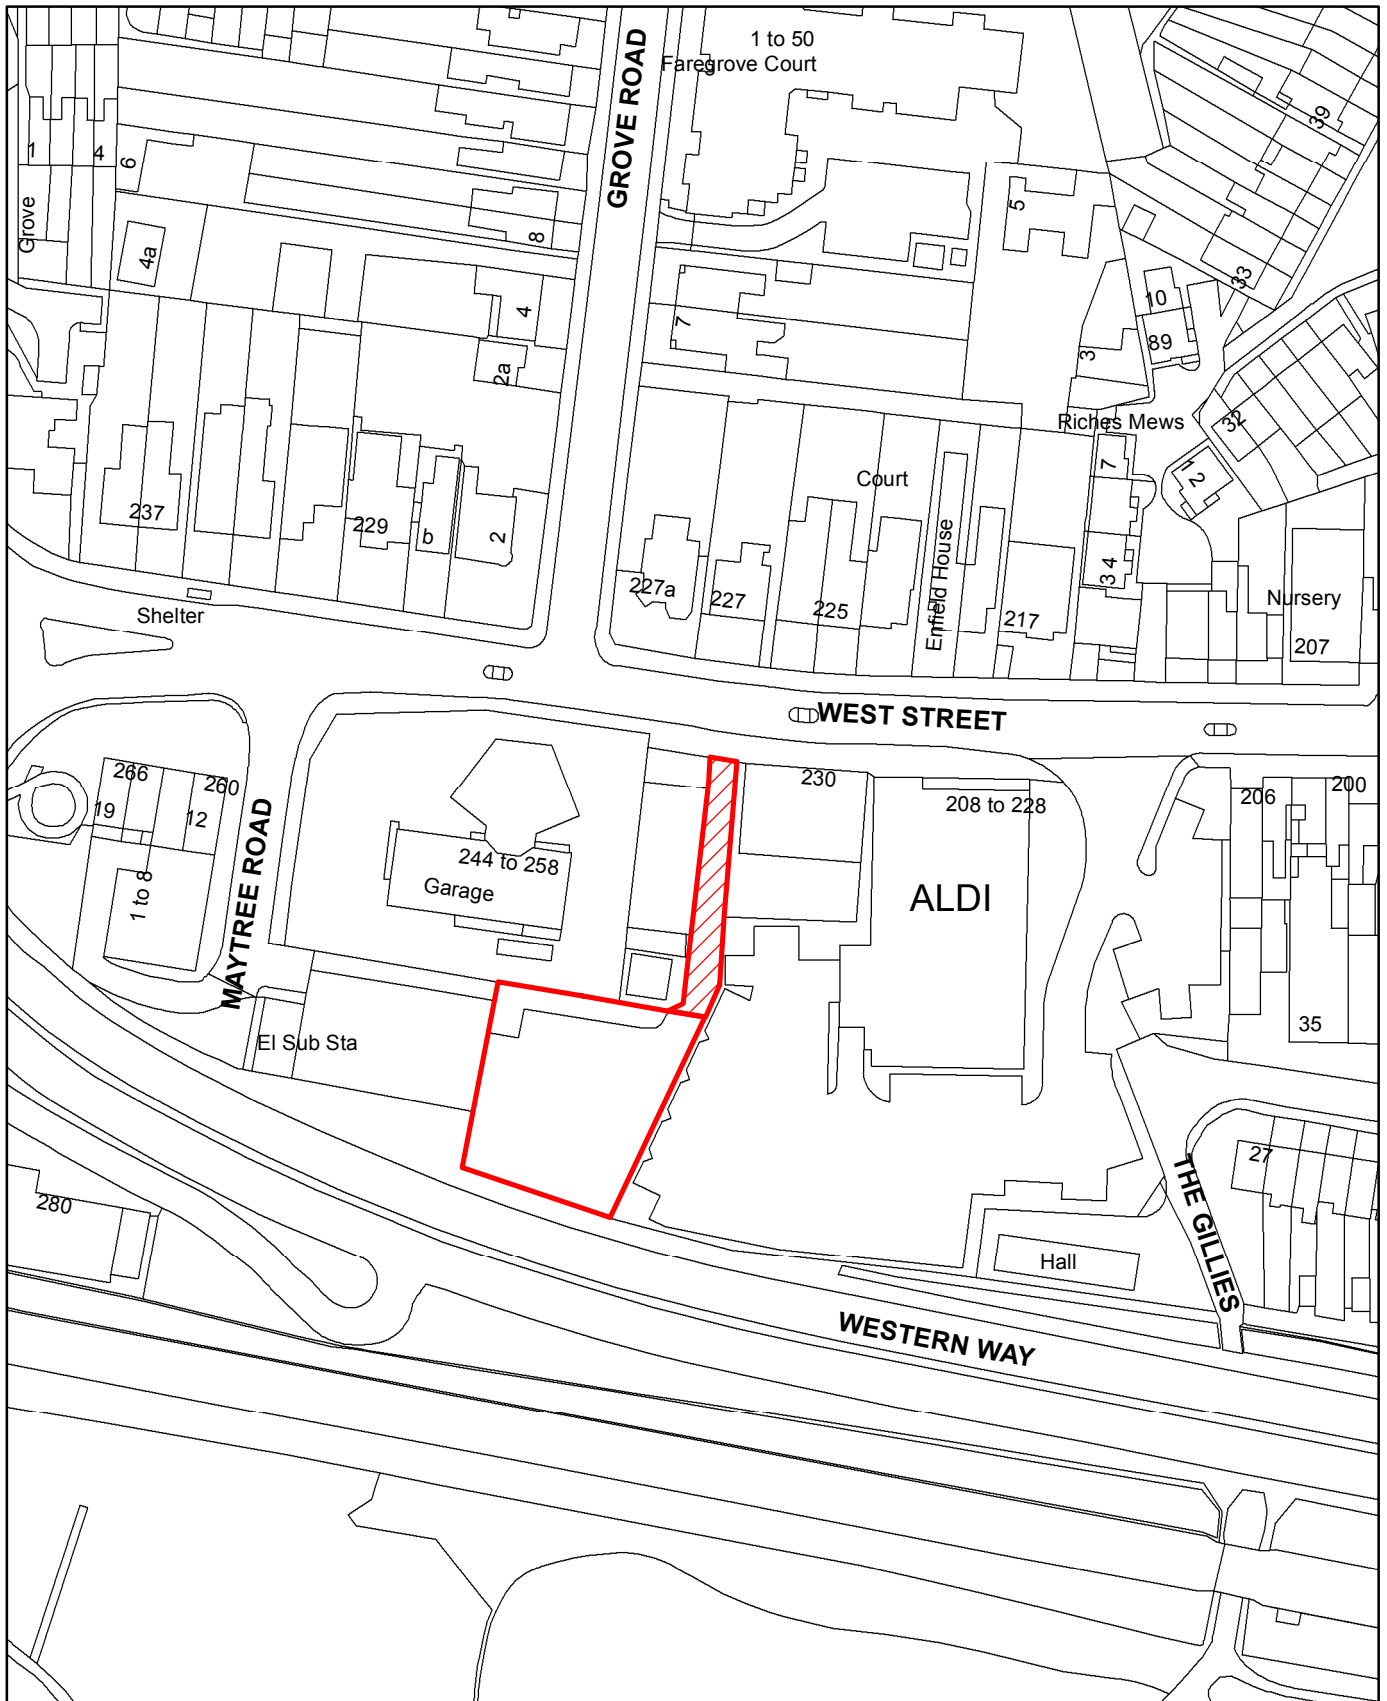 1 to 50
Faregrove Court
GROVE ROAD
39
1
4
6
Grove
4a
8
4
2a
5
33
10
89
7
3
Riches Mews
32
7
1 2
Court
237
229
b
2
Enfield House
3 4
227a
227
225
217
Nursery
207
Shelter
WEST STREET
266
260
19
12
1 to 8
MAYTREE ROAD
244 to 258
Garage
230
208 to 228
ALDI
206
200
35
El Sub Sta
27
THE GILLIES
280
Hall
WESTERN WAY